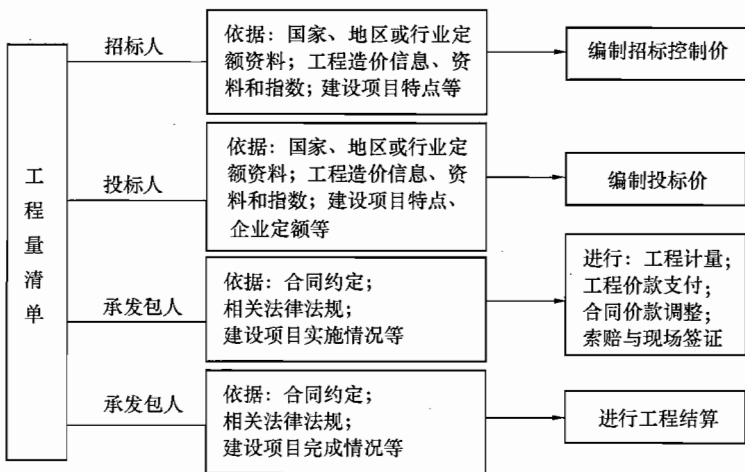 工程量清单
招标人
依据：国家、地区或行业定
额资料；工程造价信息、资
料和指数；建设项目特点等
编制招标控制价
投标人
依据：国家、地区或行业定
额资料；工程造价信息、资
料和指数；建设项目特点、
企业定额等
编制投标价
承发包人
依据：合同约定；
相关法律法规；
建设项目实施情况等
进行：工程计量；
工程价款支付；
合同价款调整；
索赔与现场签证
承发包人
依据：合同约定；
相关法律法规；
建设项目完成情况等
进行工程结算